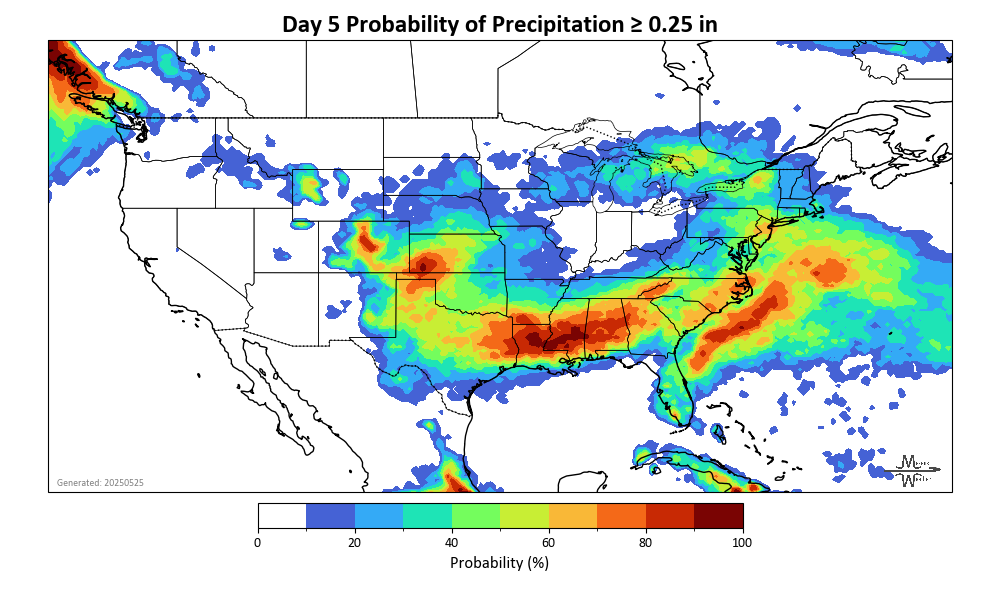 Day 5 Probability of Precipitation ≥ 0.25 in
Generated: 20250525
0 20 40 60 80 100
Probability (%)